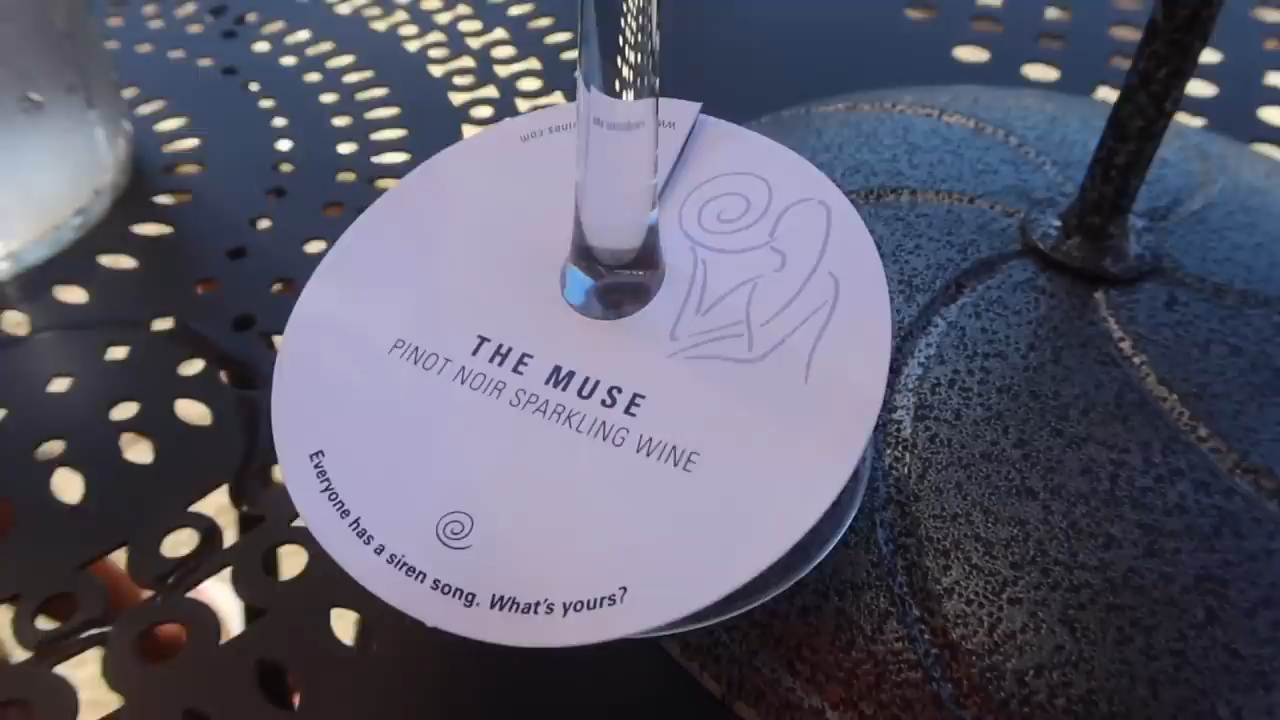 THE MUSE
PINOT NOIR SPARKLING WINE
Everyone has a siren song. What's yours?